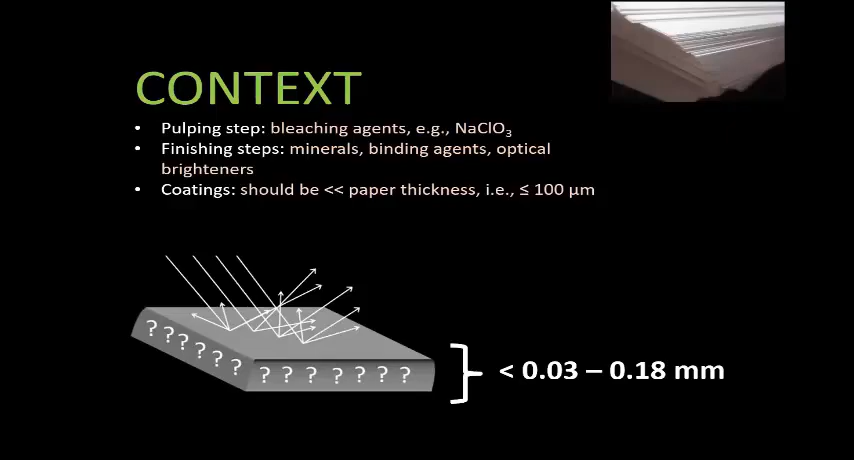 CONTEXT
• Pulping step: bleaching agents, e.g., NaClO₃
• Finishing steps: minerals, binding agents, optical
brighteners
• Coatings: should be << paper thickness, i.e., ≤ 100 µm
? ? ? ? ? ?
? ? ? ? ? ? ?
< 0.03 – 0.18 mm